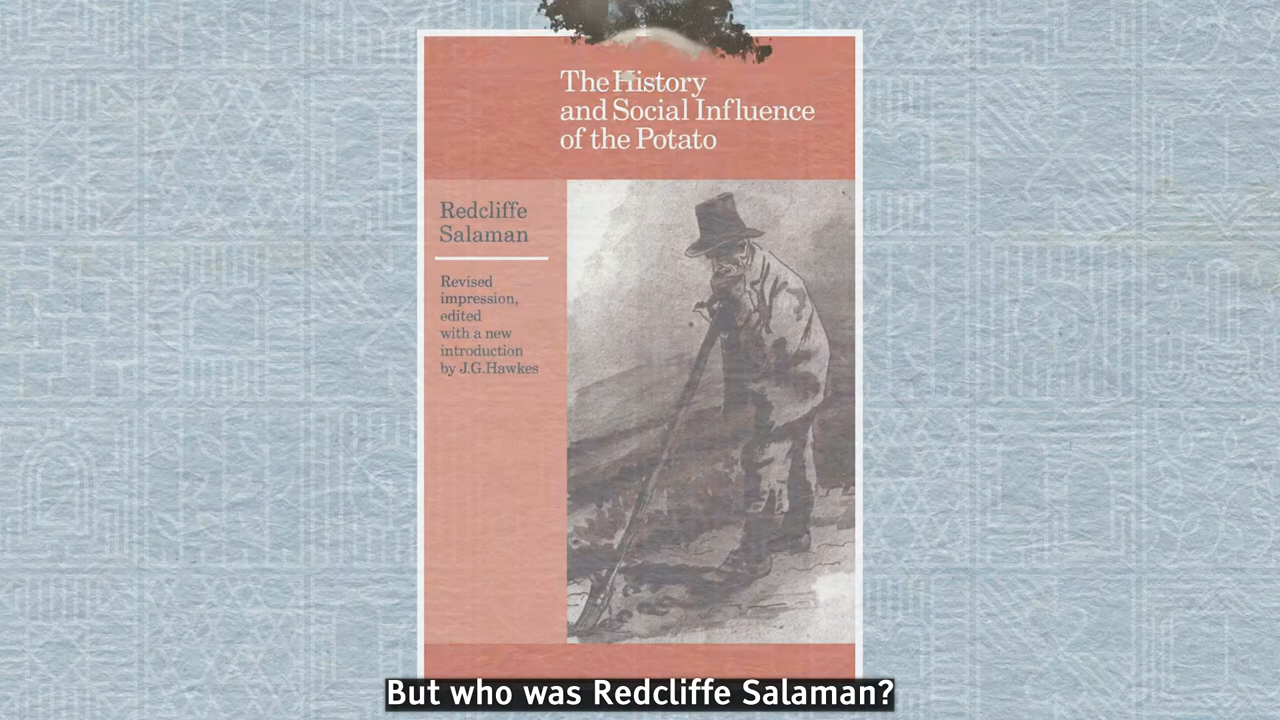 The History
and Social Influence
of the Potato
Redcliffe
Salaman
Revised
impression,
edited
with a new
introduction
by J.G.Hawkes
But who was Redcliffe Salaman?